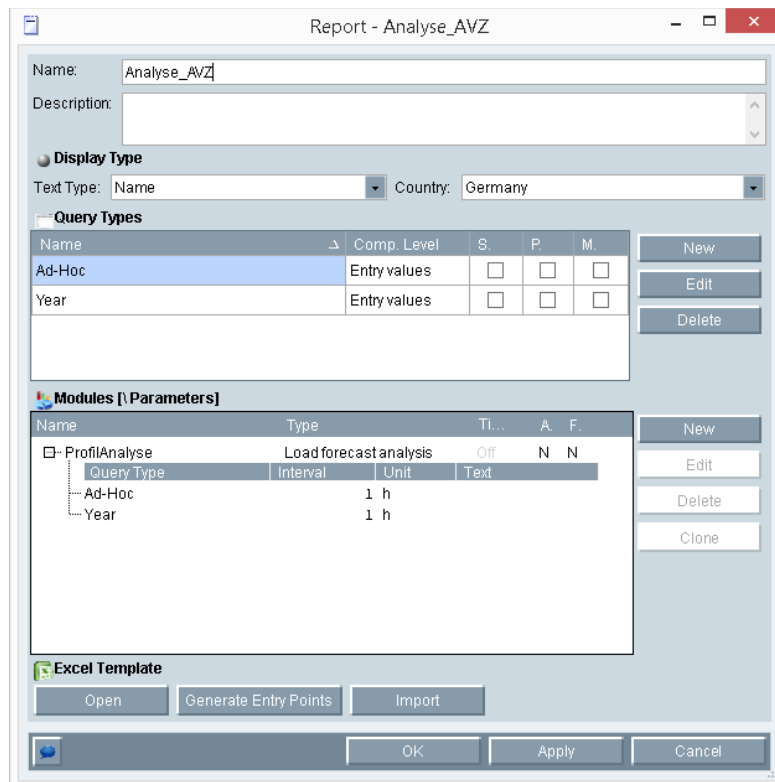 Report - Analyse_AVZ
Name: Analyse_AVZ
Description:
Display Type
Text Type: Name Country: Germany
Query Types
Name Comp. Level S. P. M.
Ad-Hoc Entry values
Year Entry values
New
Edit
Delete
Modules [\ Parameters]
Name Type Ti... A. F.
ProfilAnalyse Load forecast analysis Off N N
Query Type Interval Unit Text
Ad-Hoc 1 h
Year 1 h
New
Edit
Delete
Clone
Excel Template
Open Generate Entry Points Import
OK Apply Cancel